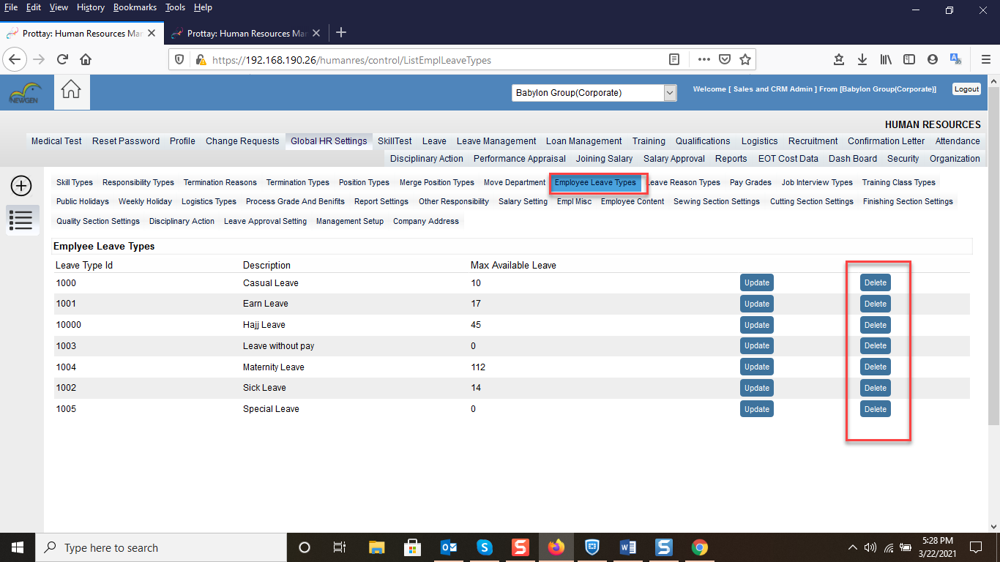 File Edit View History Bookmarks Tools Help
Prottay: Human Resources Mar Prottay: Human Resources Mar
https://192.168.190.26/humanres/control/ListEmplLeaveTypes
NEWGEN Babylon Group(Corporate) Welcome [ Sales and CRM Admin ] From [Babylon Group(Corporate)] Logout
HUMAN RESOURCES
Medical Test Reset Password Profile Change Requests Global HR Settings SkillTest Leave Leave Management Loan Management Training Qualifications Logistics Recruitment Confirmation Letter Attendance
Disciplinary Action Performance Appraisal Joining Salary Salary Approval Reports EOT Cost Data Dash Board Security Organization
Skill Types Responsibility Types Termination Reasons Termination Types Position Types Merge Position Types Move Department Employee Leave Types Leave Reason Types Pay Grades Job Interview Types Training Class Types
Public Holidays Weekly Holiday Logistics Types Process Grade And Benifits Report Settings Other Responsibility Salary Setting Empl Misc Employee Content Sewing Section Settings Cutting Section Settings Finishing Section Settings
Quality Section Settings Disciplinary Action Leave Approval Setting Management Setup Company Address
Emplyee Leave Types
Leave Type Id Description Max Available Leave
1000 Casual Leave 10 Update Delete
1001 Earn Leave 17 Update Delete
10000 Hajj Leave 45 Update Delete
1003 Leave without pay 0 Update Delete
1004 Maternity Leave 112 Update Delete
1002 Sick Leave 14 Update Delete
1005 Special Leave 0 Update Delete
Type here to search
5:28 PM
3/22/2021